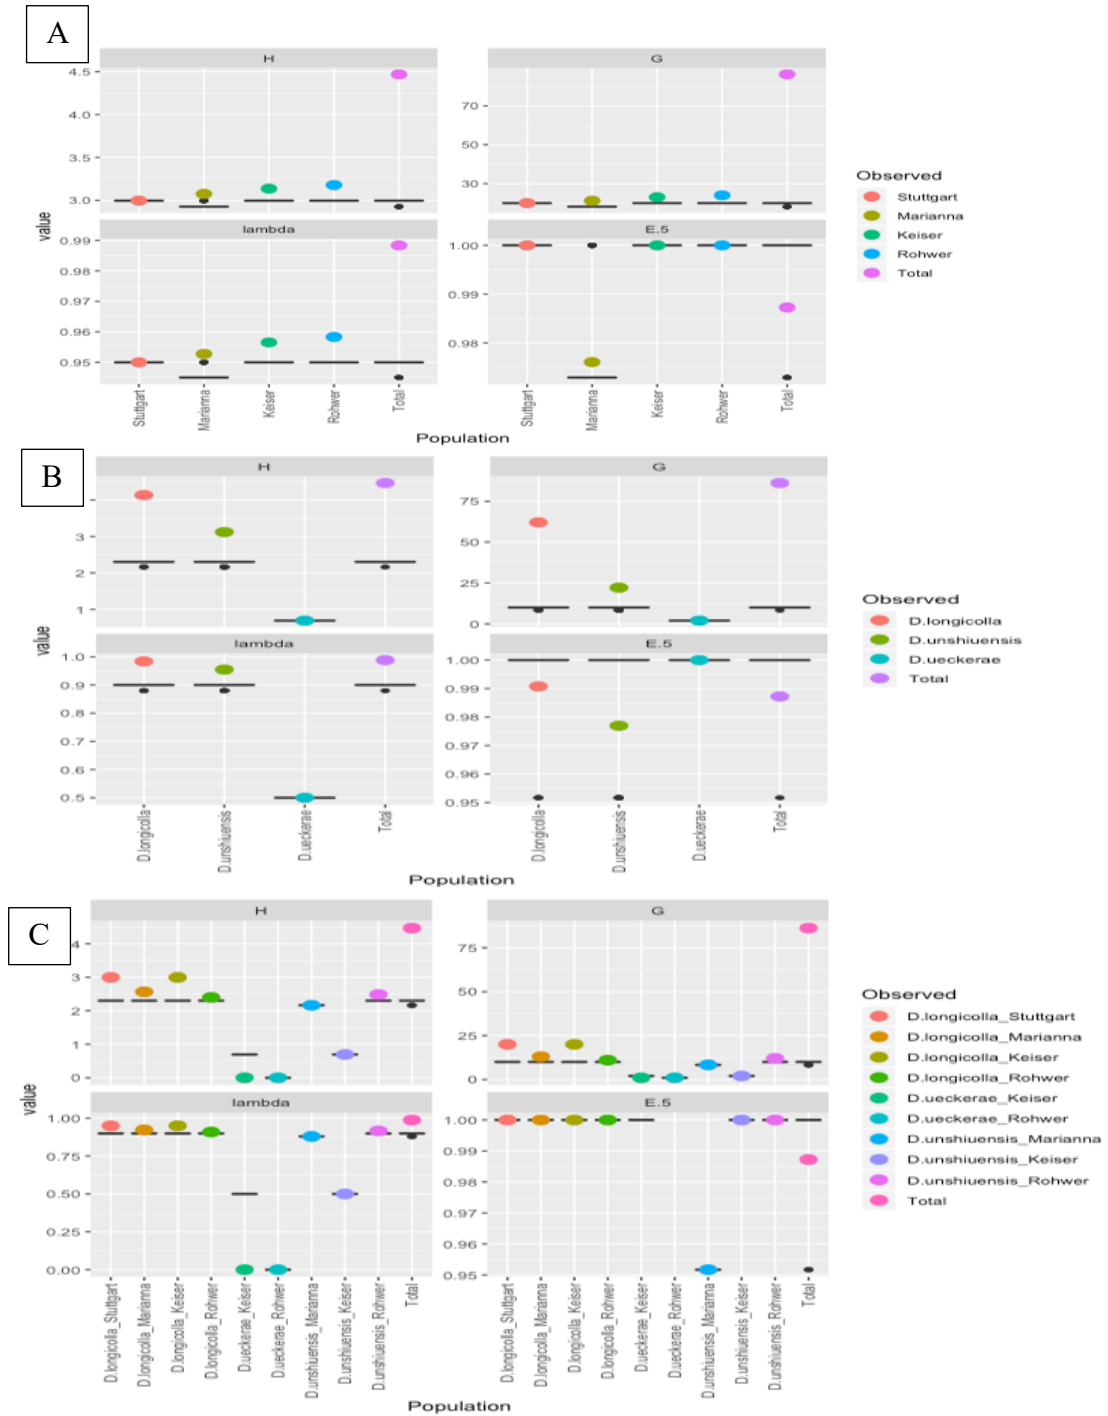 A
H
G
4.5
4.0
3.5
3.0
70
50
30
value
lambda
E.5
0.99
0.98
0.97
0.96
0.95
1.00
0.99
0.98
Stuttgart
Marianna
Keiser
Rohwer
Total
Stuttgart
Marianna
Keiser
Rohwer
Total
Population
Observed
Stuttgart
Marianna
Keiser
Rohwer
Total
B
H
G
3
2
1
75
50
25
0
value
lambda
E.5
1.0
0.9
0.8
0.7
0.6
0.5
1.00
0.99
0.98
0.97
0.96
0.95
D.longicolla
D.unshiuensis
D.ueckerae
Total
D.longicolla
D.unshiuensis
D.ueckerae
Total
Population
Observed
D.longicolla
D.unshiuensis
D.ueckerae
Total
C
H
G
4
3
2
1
0
75
50
25
0
value
lambda
E.5
1.00
0.75
0.50
0.25
0.00
1.00
0.99
0.98
0.97
0.96
0.95
D.longicolla_Stuttgart
D.longicolla_Marianna
D.longicolla_Keiser
D.longicolla_Rohwer
D.ueckerae_Keiser
D.ueckerae_Rohwer
D.unshiuensis_Marianna
D.unshiuensis_Keiser
D.unshiuensis_Rohwer
Total
D.longicolla_Stuttgart
D.longicolla_Marianna
D.longicolla_Keiser
D.longicolla_Rohwer
D.ueckerae_Keiser
D.ueckerae_Rohwer
D.unshiuensis_Marianna
D.unshiuensis_Keiser
D.unshiuensis_Rohwer
Total
Population
Observed
D.longicolla_Stuttgart
D.longicolla_Marianna
D.longicolla_Keiser
D.longicolla_Rohwer
D.ueckerae_Keiser
D.ueckerae_Rohwer
D.unshiuensis_Marianna
D.unshiuensis_Keiser
D.unshiuensis_Rohwer
Total